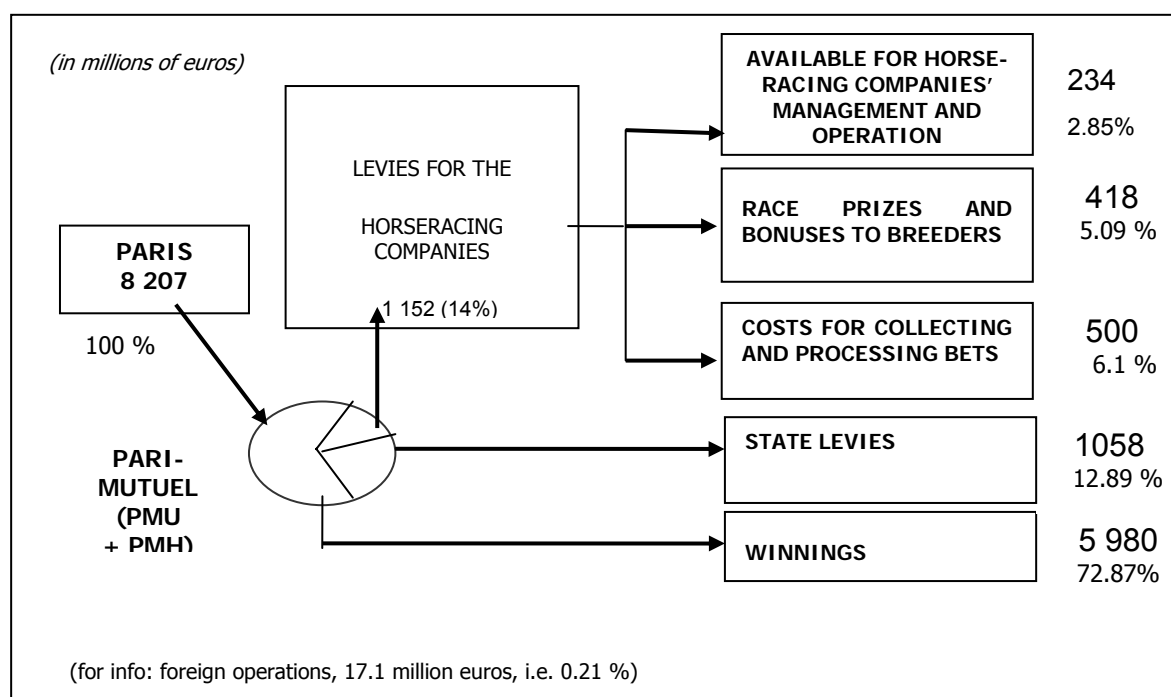 (in millions of euros)
AVAILABLE FOR HORSE-
RACING COMPANIES'
MANAGEMENT AND
OPERATION
234
2.85%
LEVIES FOR THE
HORSERACING
COMPANIES
1 152 (14%)
RACE PRIZES AND
BONUSES TO BREEDERS
418
5.09 %
PARIS
8 207
100 %
COSTS FOR COLLECTING
AND PROCESSING BETS
500
6.1 %
PARI-
MUTUEL
(PMU
+ PMH)
STATE LEVIES
1058
12.89 %
WINNINGS
5 980
72.87%
(for info: foreign operations, 17.1 million euros, i.e. 0.21 %)